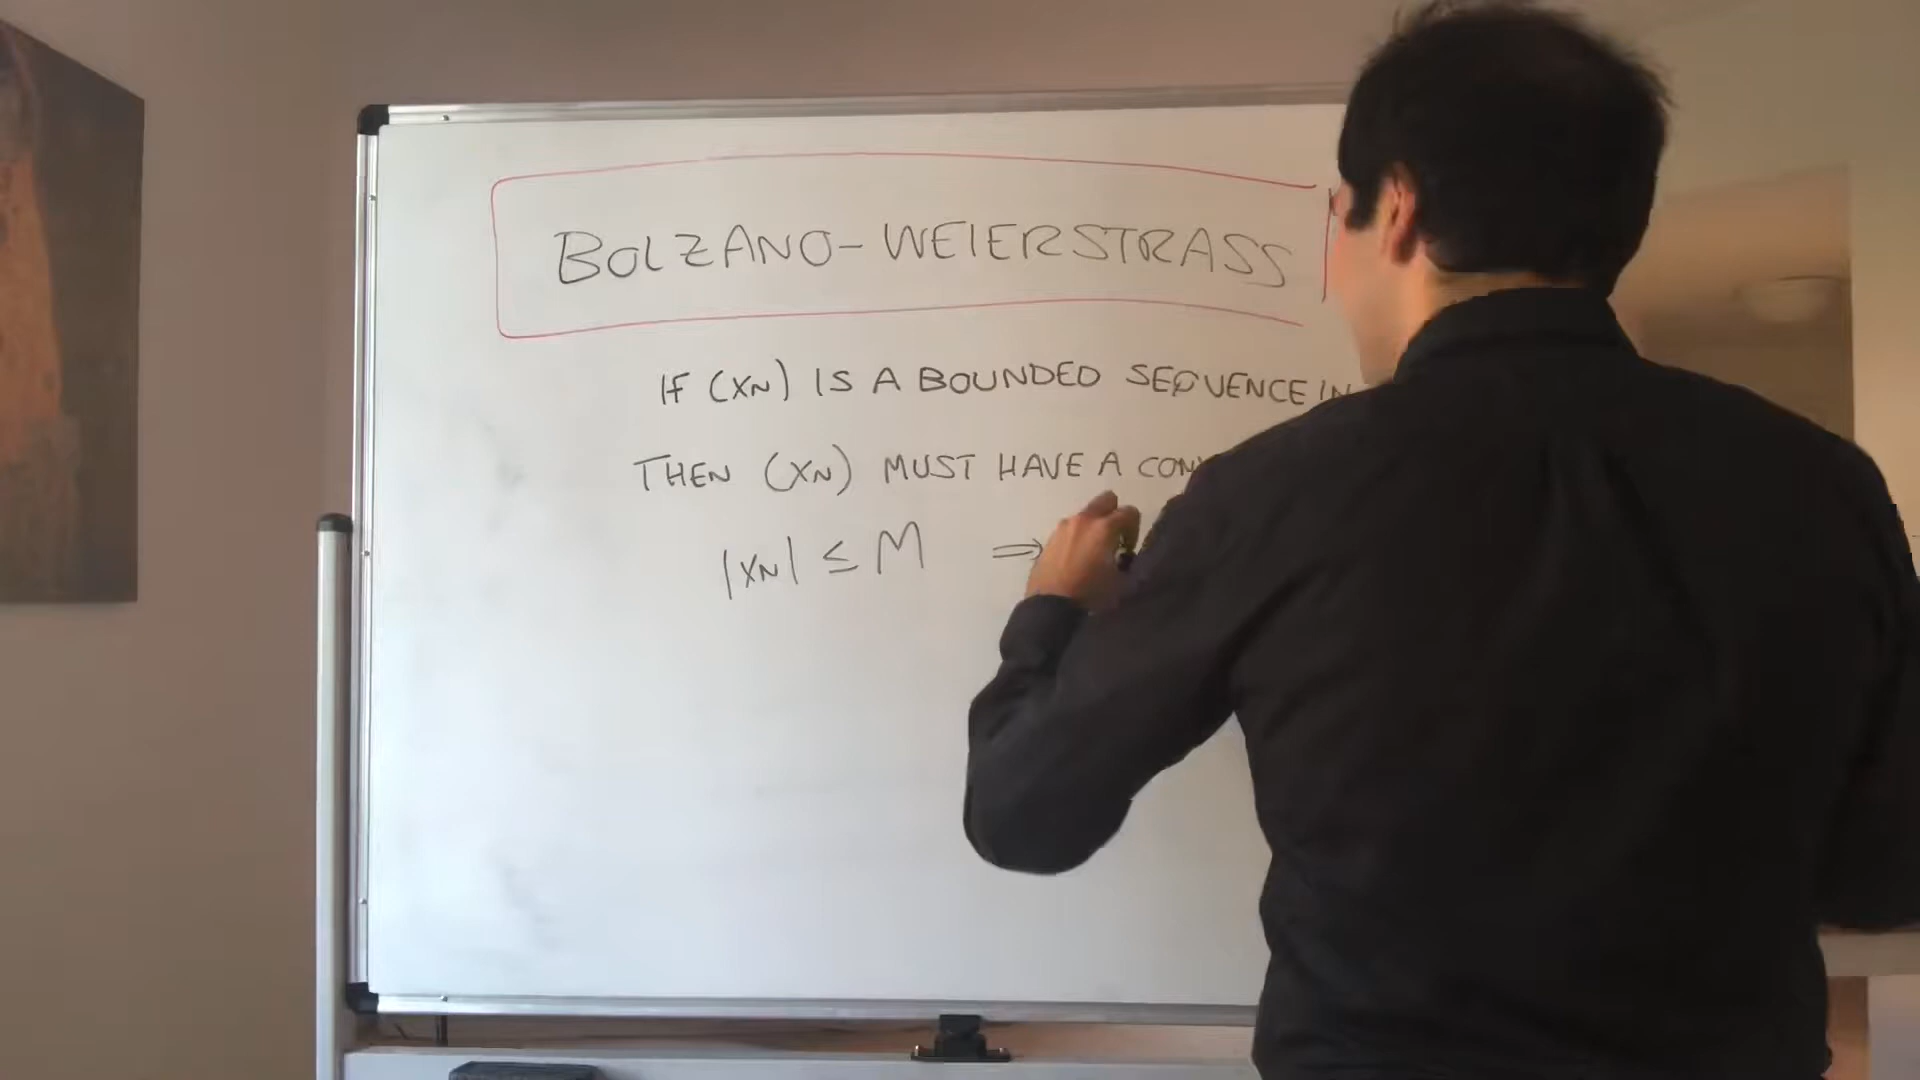 BOLZANO-WEIERSTRASS
IF (XN) IS A BOUNDED SEQUENCE
THEN (XN) MUST HAVE A
|XN| ≤ M ⇒